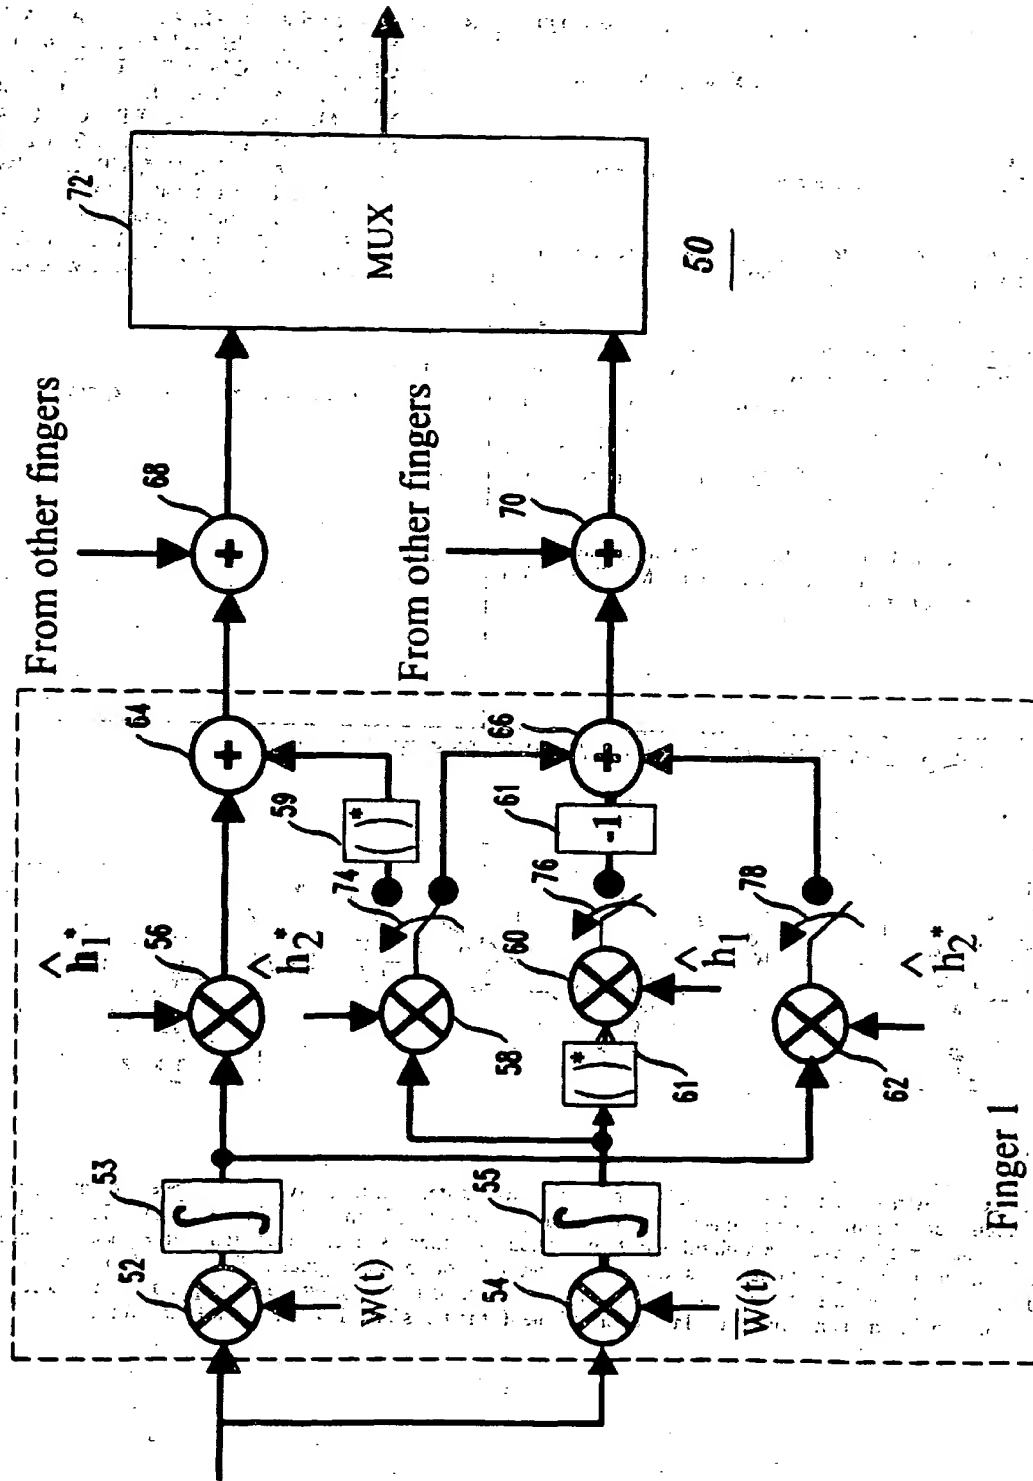 From other fingers
From other fingers
72
MUX
50
68
70
64
66
59
( )*
61
-1
74
76
78
ĥ1*
56
ĥ2*
58
60
ĥ1
( )*
61
62
ĥ2*
53
∫
55
∫
52
W(t)
54
W̅(t)
Finger 1
+
+
+
+